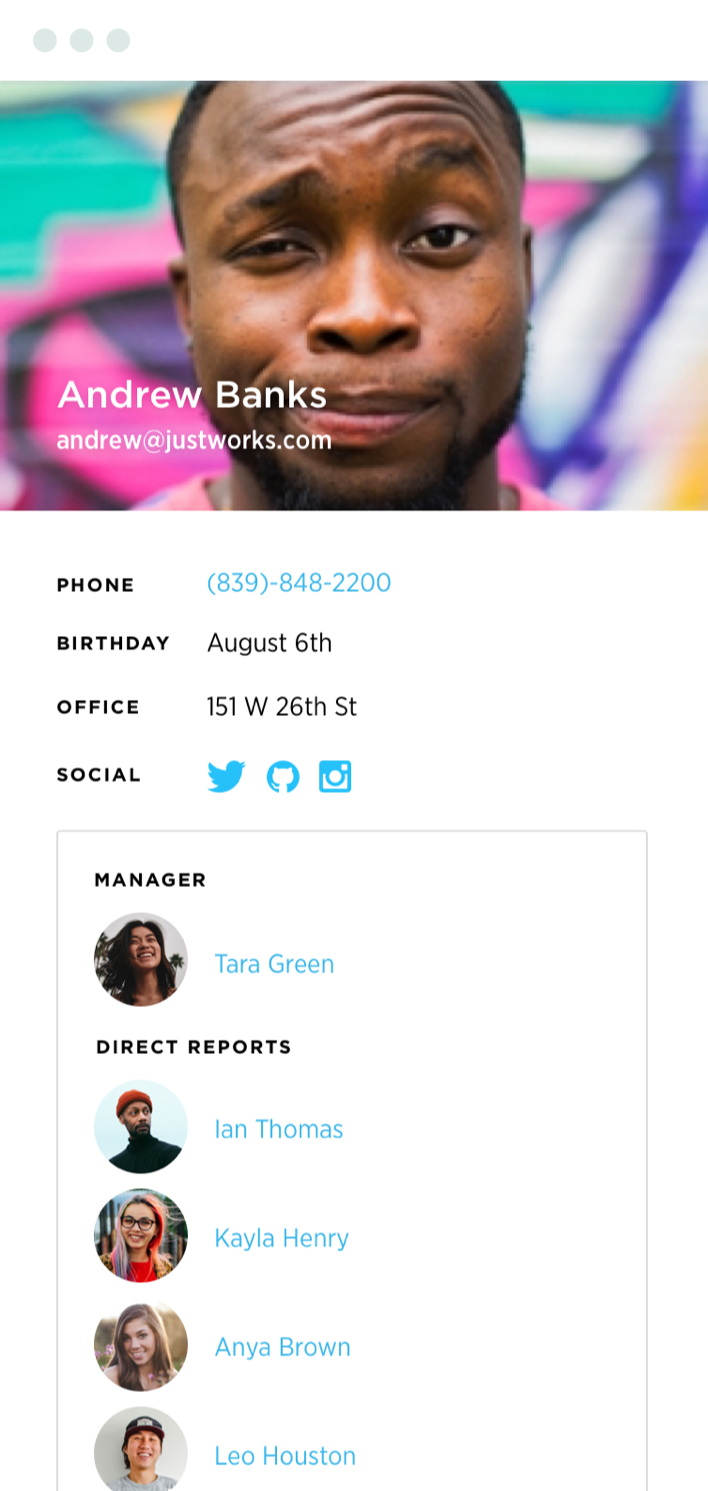 Andrew Banks
andrew@justworks.com
PHONE (839)-848-2200
BIRTHDAY August 6th
OFFICE 151 W 26th St
SOCIAL
MANAGER
Tara Green
DIRECT REPORTS
Ian Thomas
Kayla Henry
Anya Brown
Leo Houston